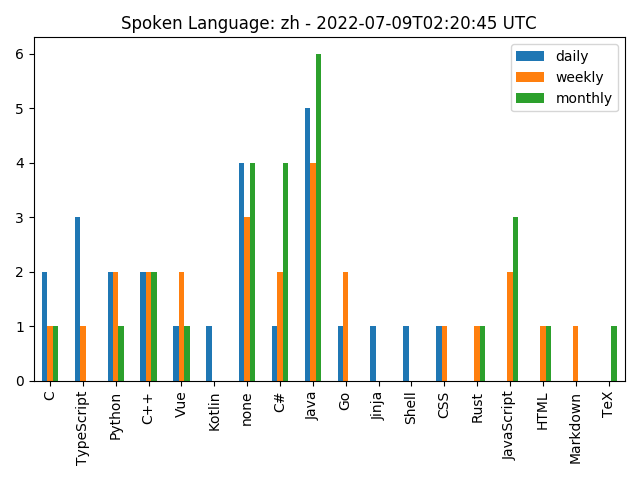 Spoken Language: zh - 2022-07-09T02:20:45 UTC
daily
weekly
monthly
6
5
4
3
2
1
0
C
TypeScript
Python
C++
Vue
Kotlin
none
C#
Java
Go
Jinja
Shell
CSS
Rust
JavaScript
HTML
Markdown
TeX